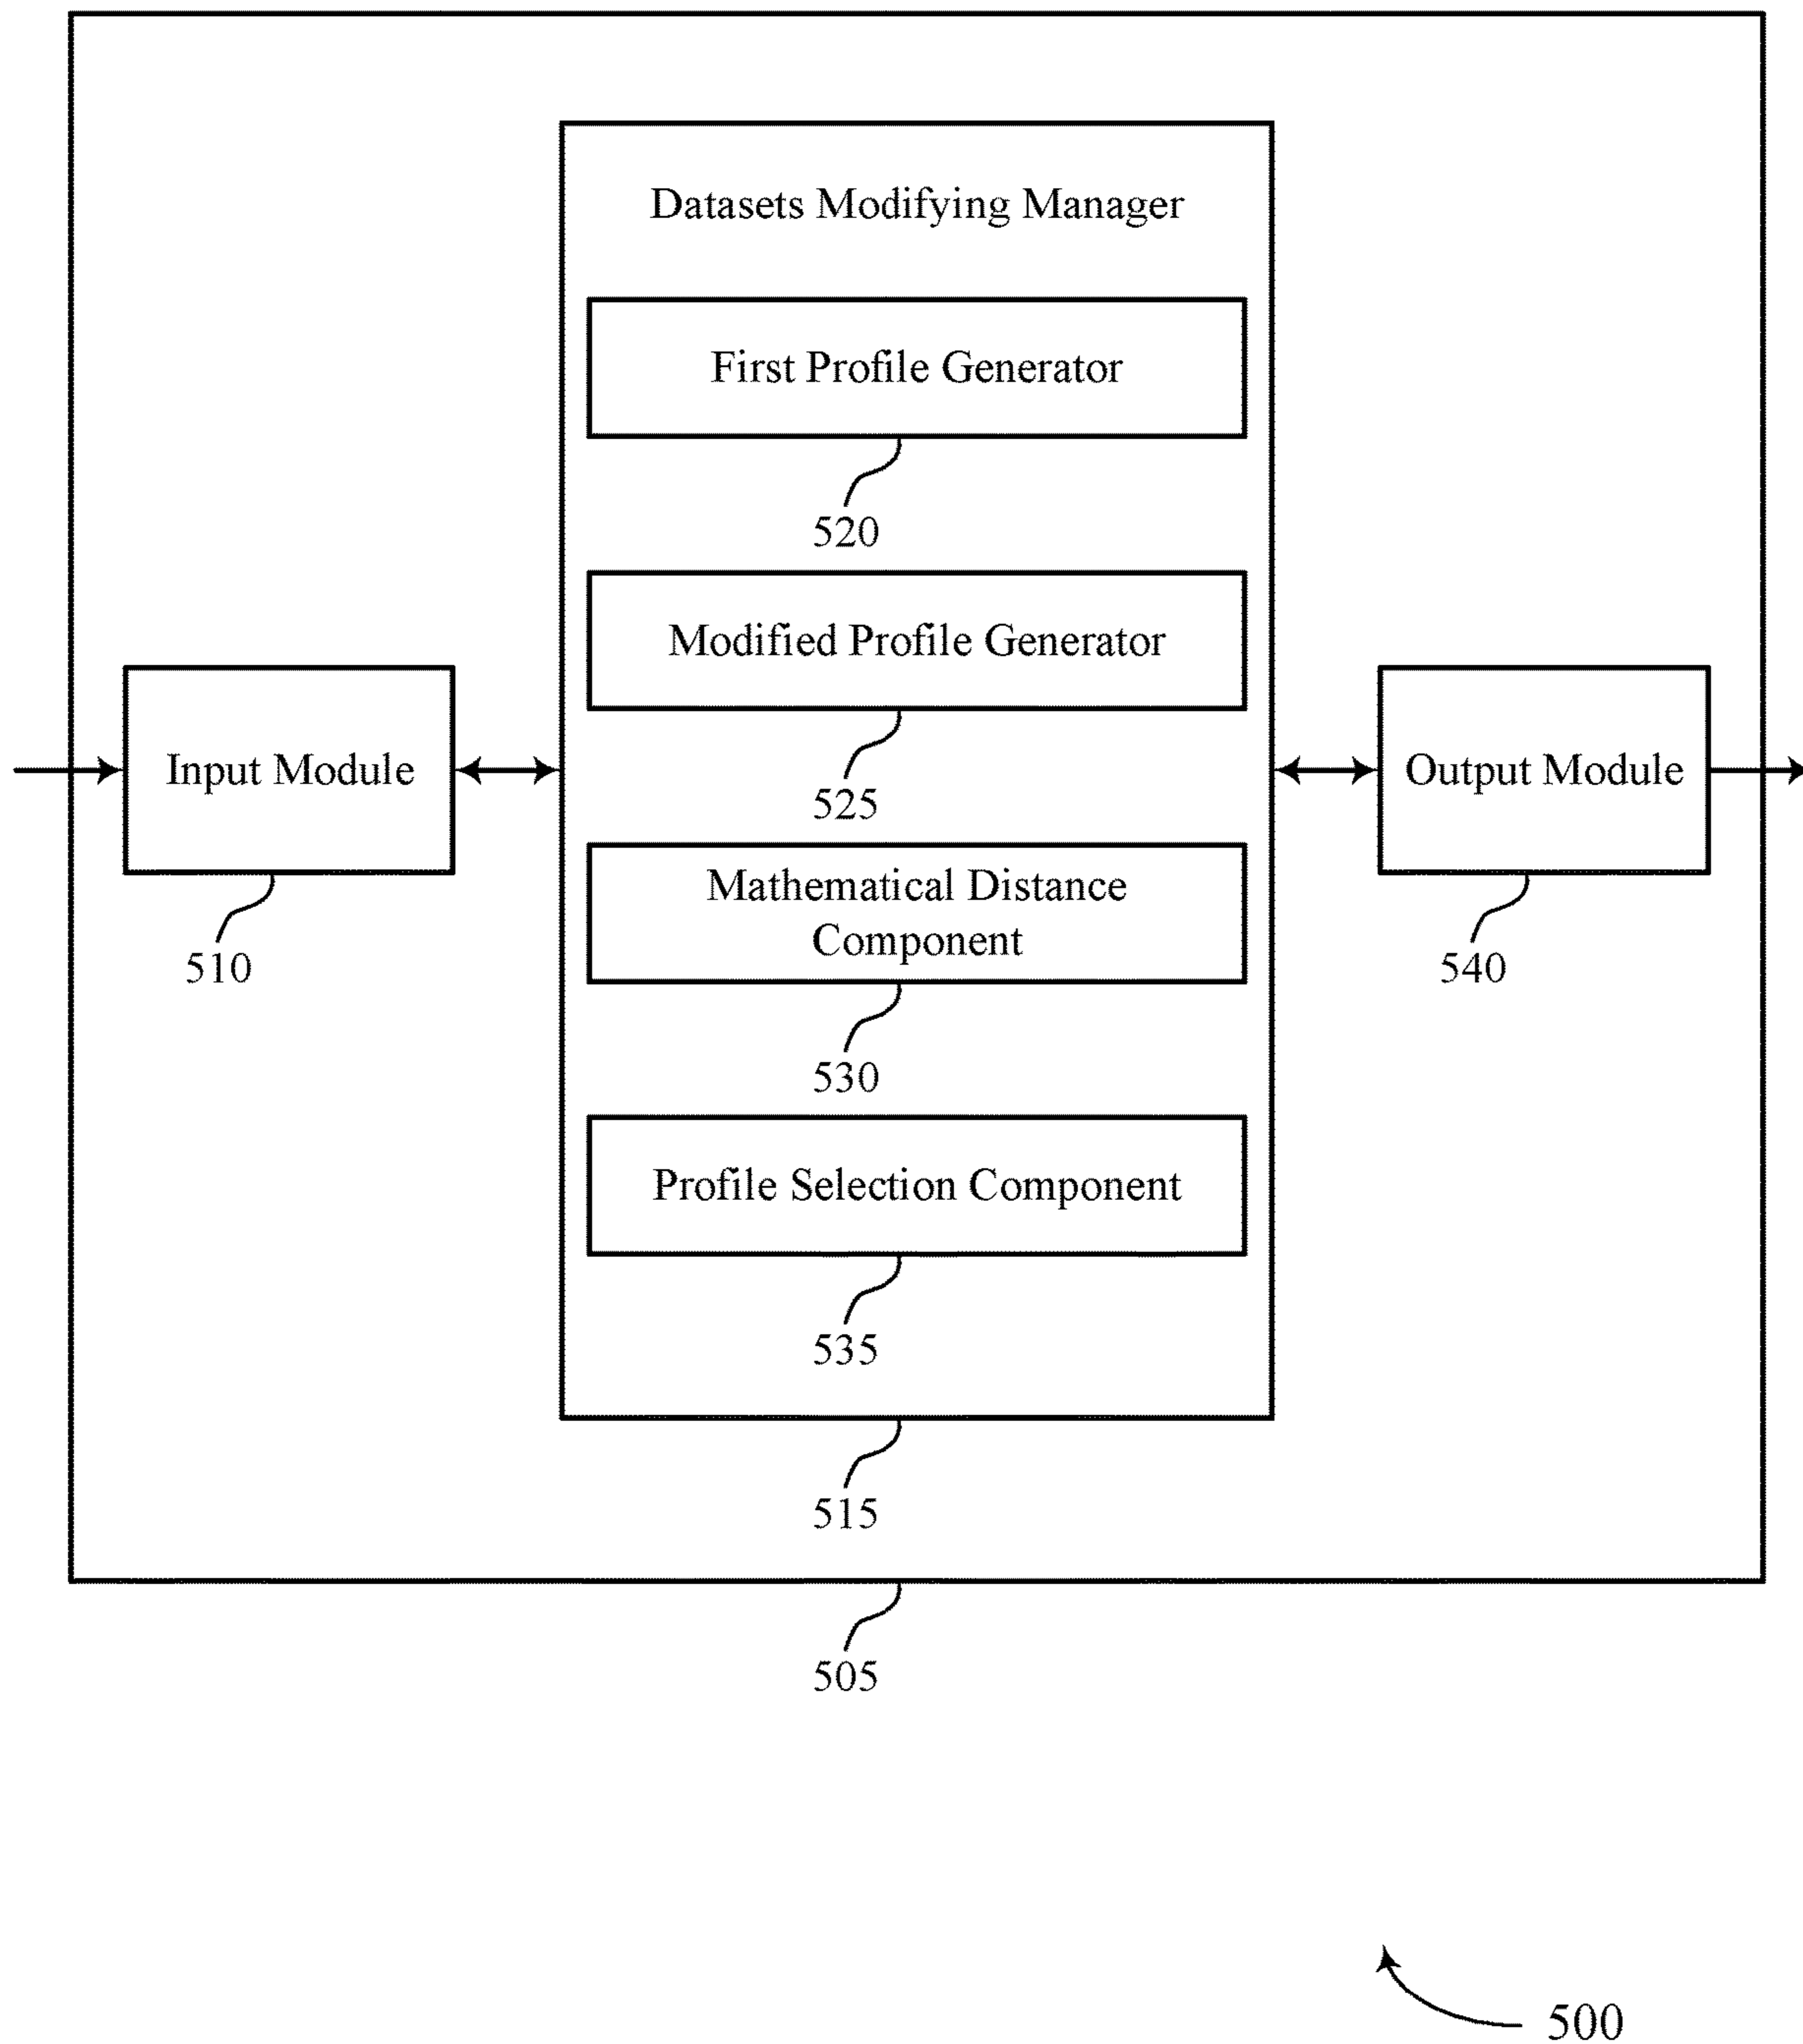 Datasets Modifying Manager
First Profile Generator
520
Modified Profile Generator
525
Input Module
510
Mathematical Distance
Component
530
Output Module
540
Profile Selection Component
535
515
505
500